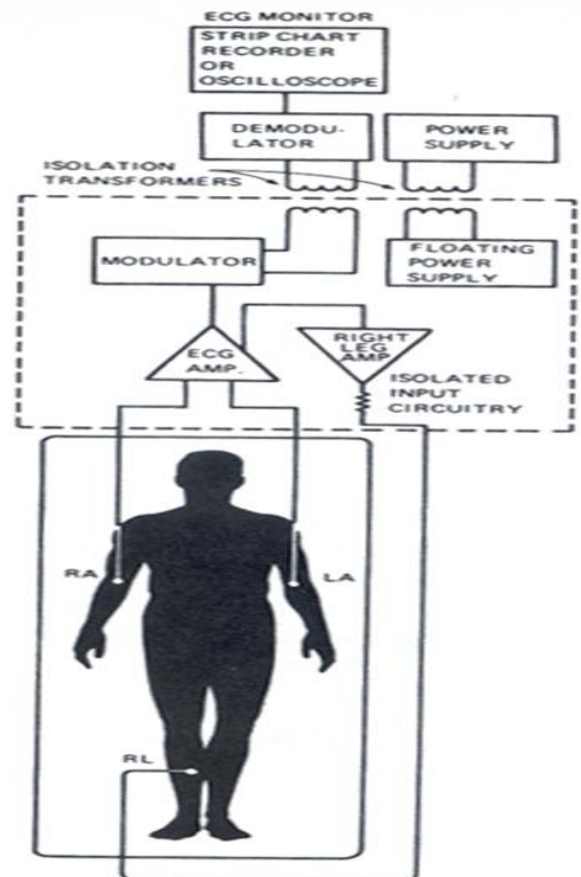 ECG MONITOR
STRIP CHART
RECORDER
OR
OSCILLOSCOPE
DEMODU-
LATOR
POWER
SUPPLY
ISOLATION
TRANSFORMERS
MODULATOR
FLOATING
POWER
SUPPLY
ECG
AMP.
RIGHT
LEG
AMP
ISOLATED
INPUT
CIRCUITRY
RA
LA
RL